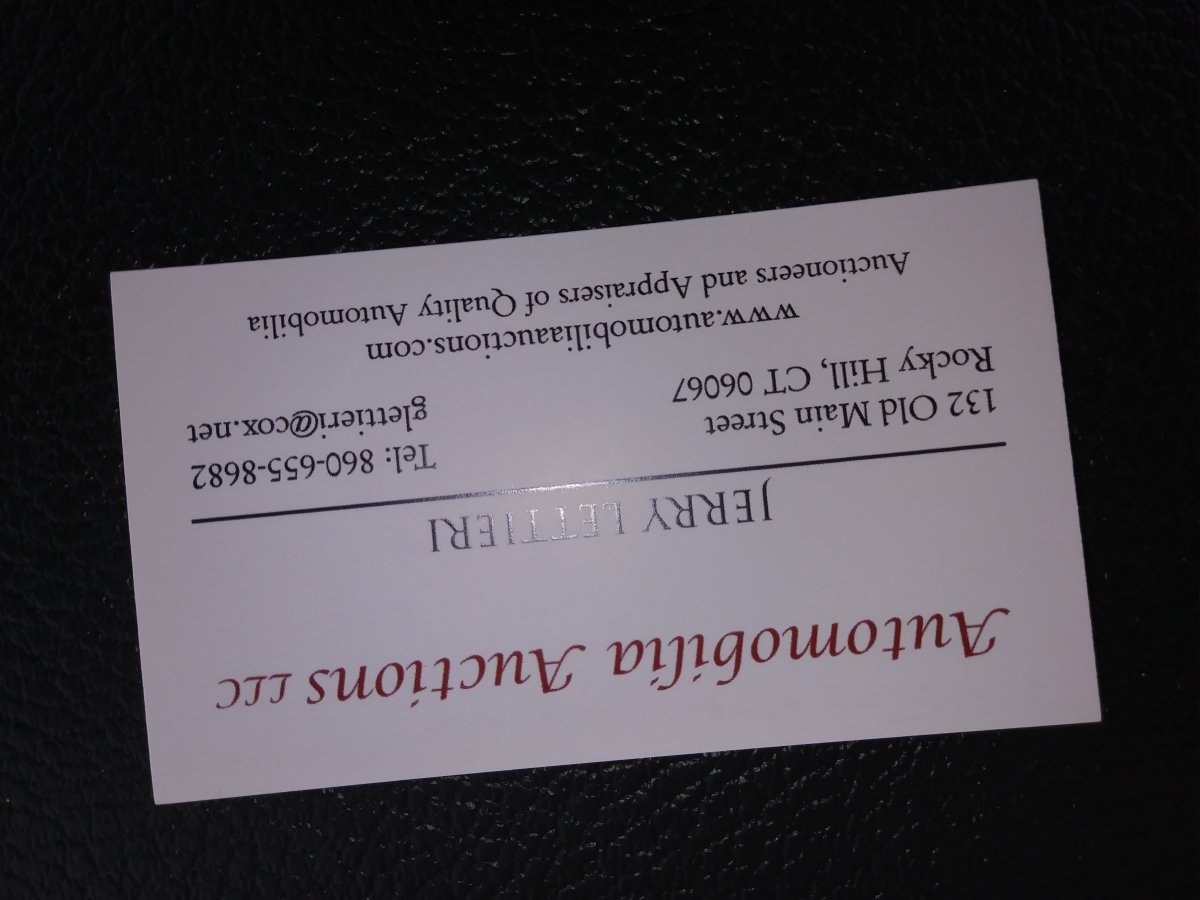 Automobilia Auctions LLC
JERRY LETTIERI
132 Old Main Street
Rocky Hill, CT 06067
Tel: 860-655-8682
glettieri@cox.net
www.automobiliaauctions.com
Auctioneers and Appraisers of Quality Automobilia